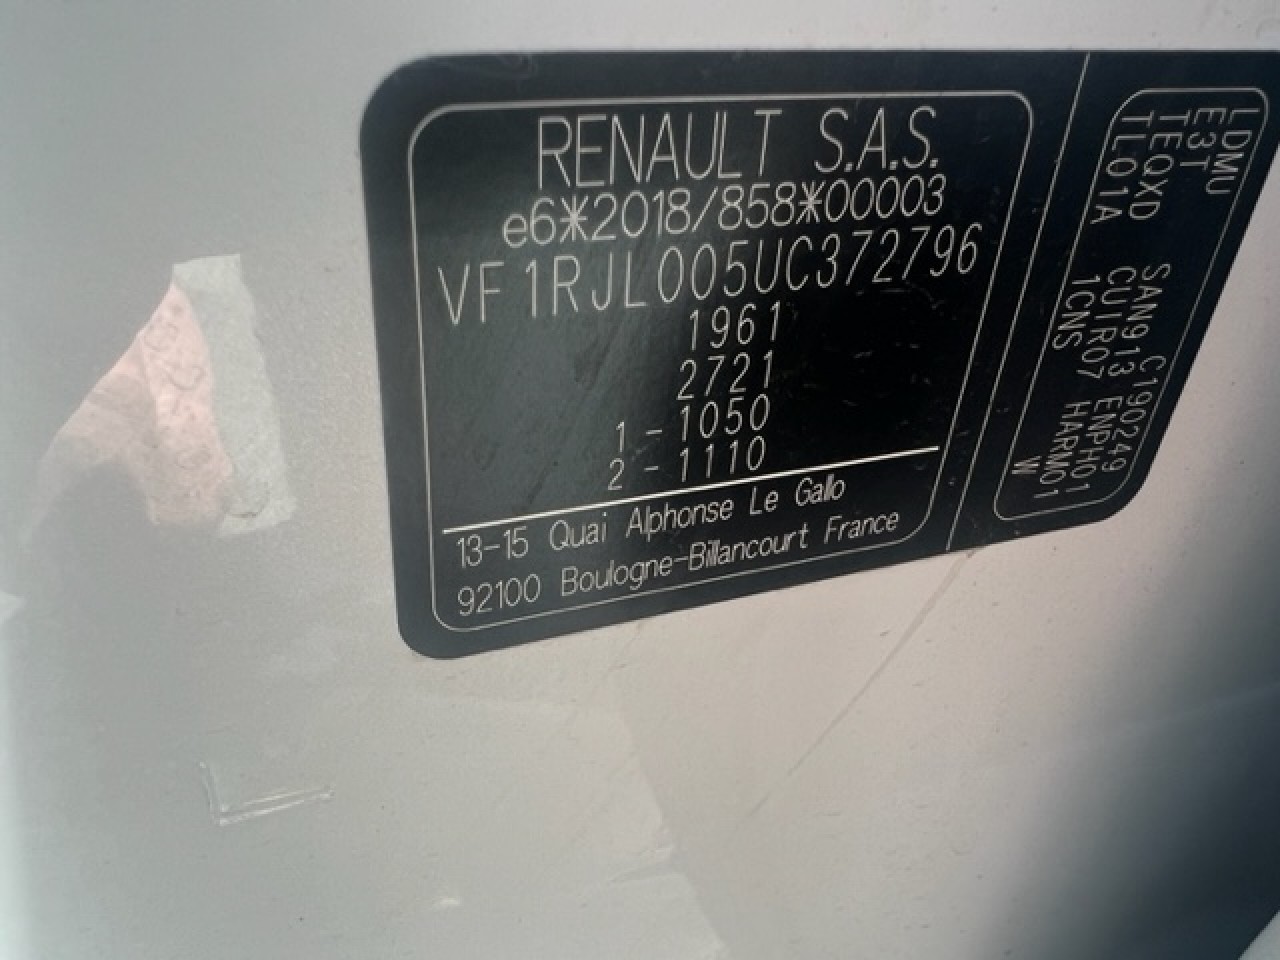 RENAULT S.A.S.
e6*2018/858*00003
VF1RJL005UC372796
1961
2721
1 - 1050
2 - 1110
13-15 Quai Alphonse Le Gallo
92100 Boulogne-Billancourt France
LDMU
E3T C190249
TEQXD SAN913 ENPH01
TL01A CUIR07 HARM01
1CNS W